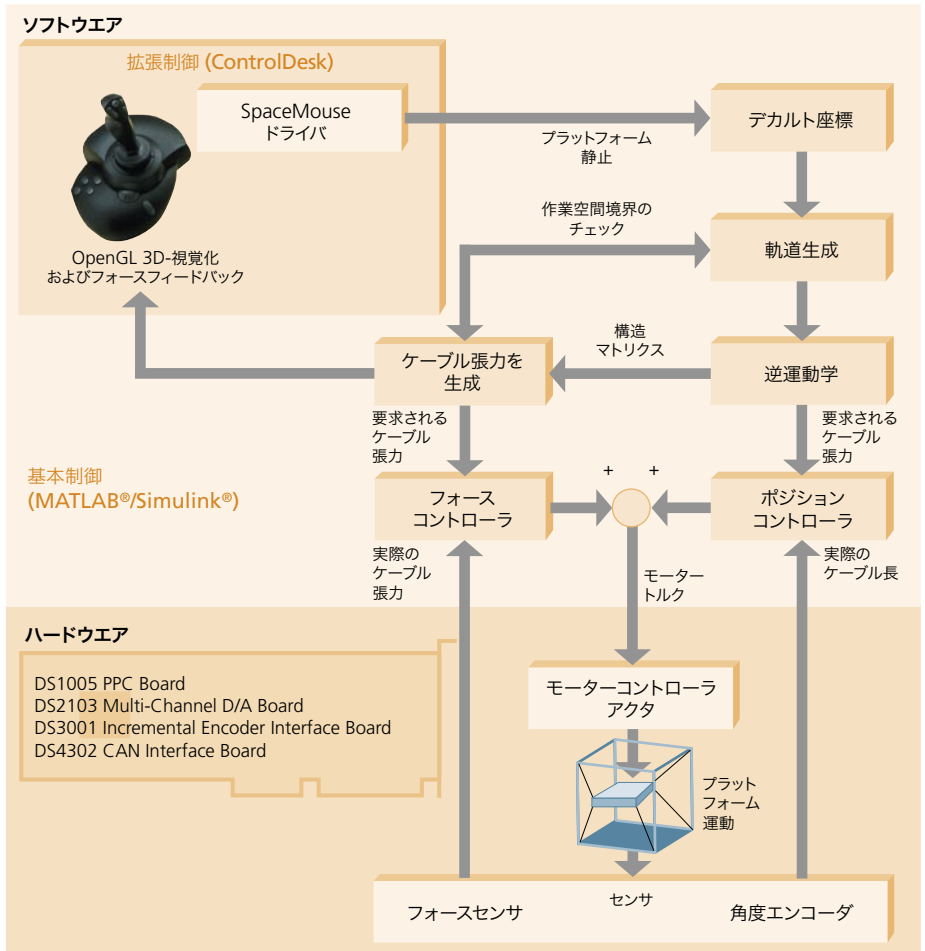 ソフトウエア
拡張制御 (ControlDesk)
SpaceMouse
ドライバ
プラットフォーム
静止
デカルト座標
OpenGL 3D-視覚化
およびフォースフィードバック
作業空間境界の
チェック
軌道生成
構造
マトリクス
ケーブル張力を
生成
逆運動学
要求される
ケーブル
張力
要求される
ケーブル
張力
基本制御
(MATLAB®/Simulink®)
+ +
フォース
コントローラ
ポジション
コントローラ
実際の
ケーブル
張力
モーター
トルク
実際の
ケーブル長
ハードウエア
DS1005 PPC Board
DS2103 Multi-Channel D/A Board
DS3001 Incremental Encoder Interface Board
DS4302 CAN Interface Board
モーターコントローラ
アクタ
プラット
フォーム
運動
フォースセンサ
センサ
角度エンコーダ